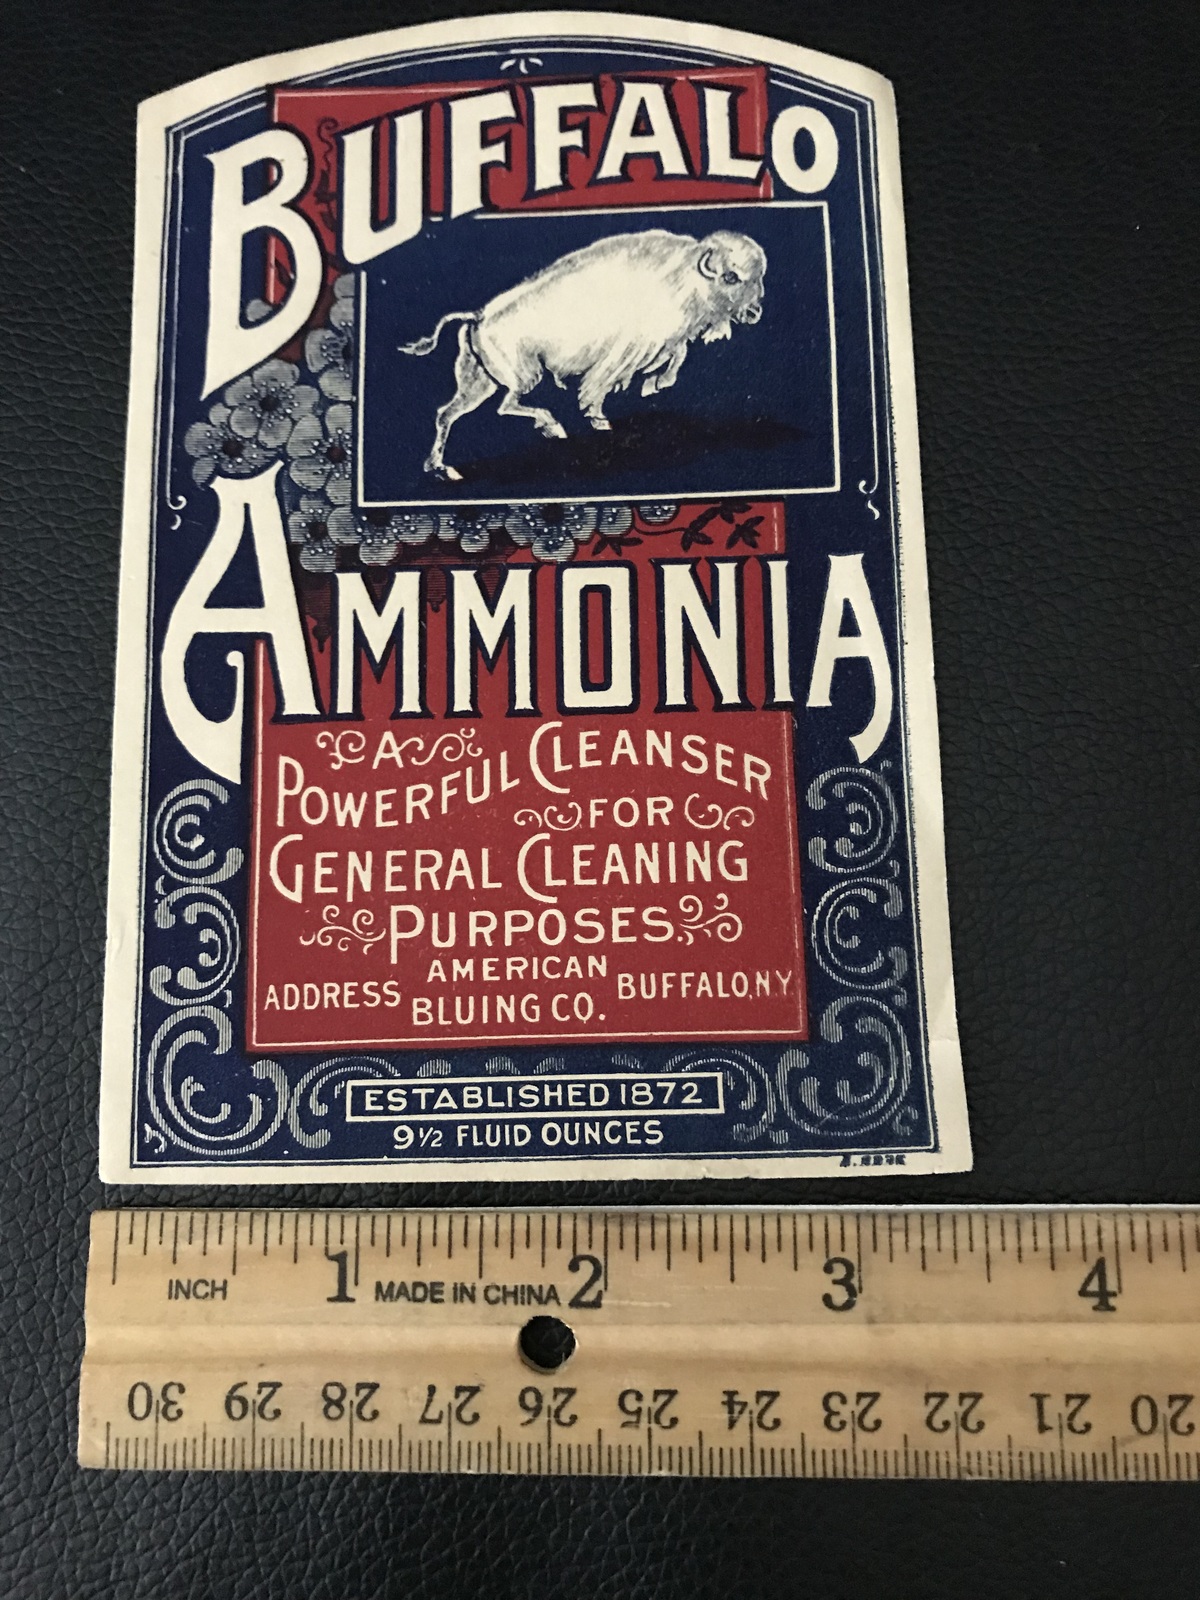 BUFFALO
AMMONIA
A
POWERFUL CLEANSER
FOR
GENERAL CLEANING
PURPOSES.
ADDRESS AMERICAN BLUING CO. BUFFALO, N.Y.
ESTABLISHED 1872
9½ FLUID OUNCES
1 2 3 4
INCH MADE IN CHINA
30 29 28 27 26 25 24 23 22 21 20